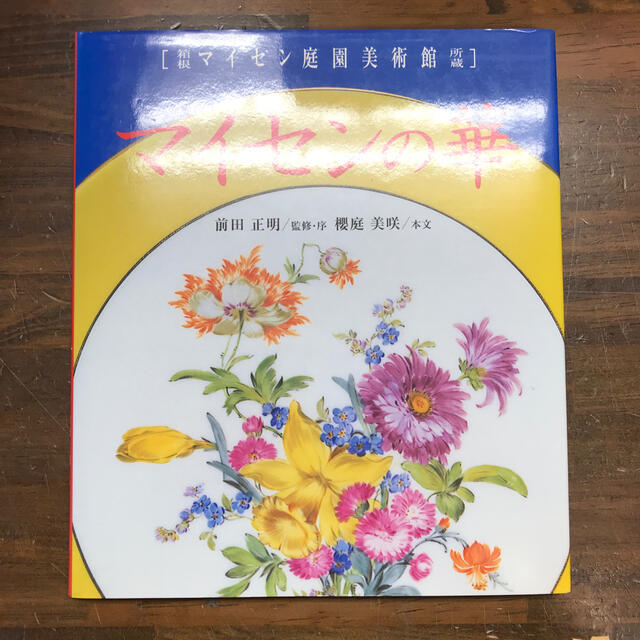 [箱根 マイセン庭園美術館 所蔵]
マイセンの華
前田 正明/監修・序 櫻庭 美咲/本文